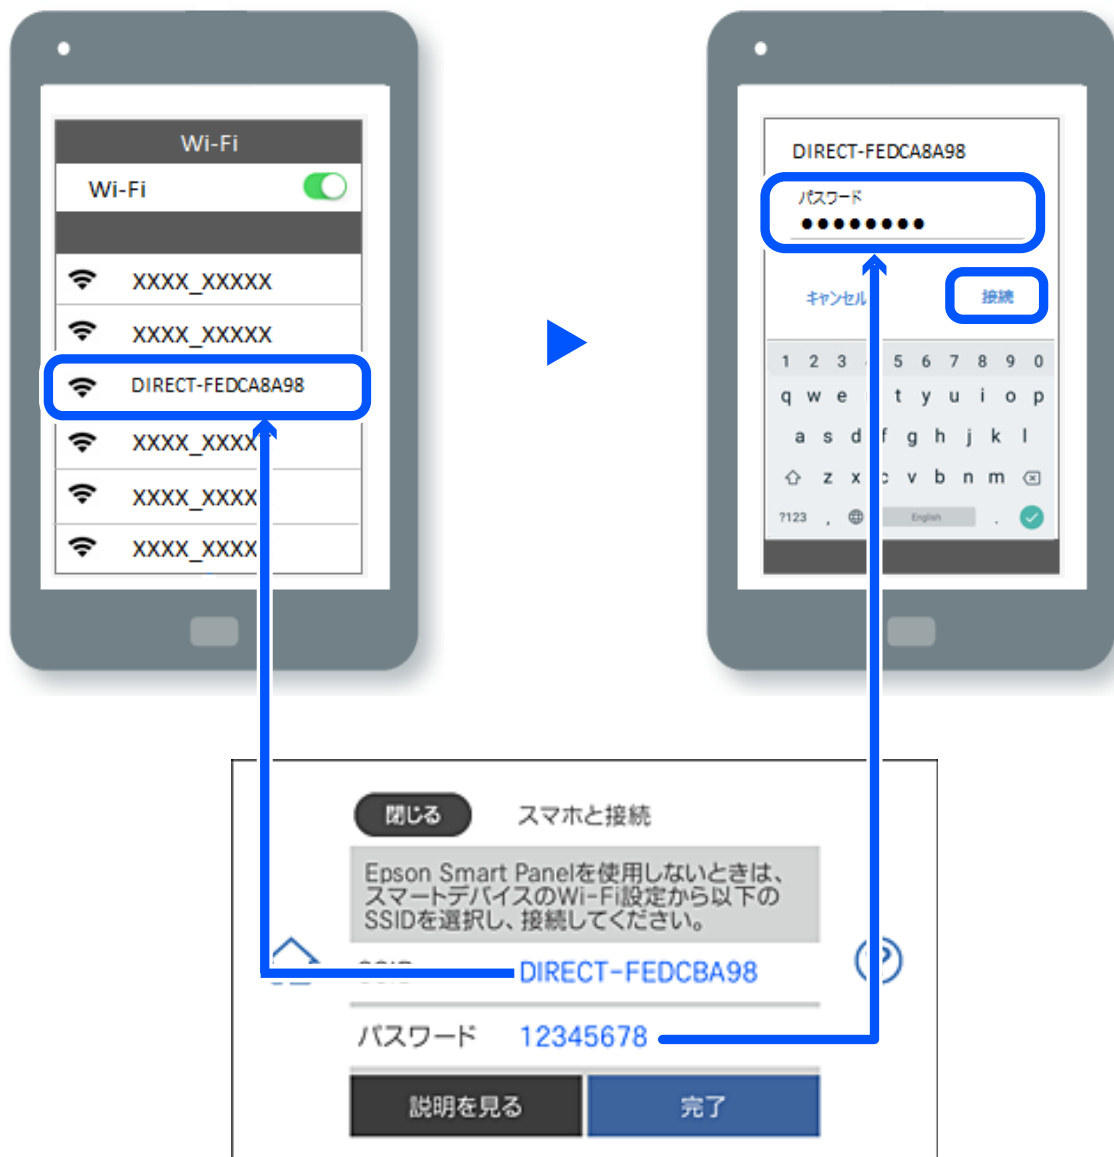 Wi-Fi
Wi-Fi
XXXX_XXXXX
XXXX_XXXXX
DIRECT-FEDCA8A98
XXXX_XXXX
XXXX_XXXX
XXXX_XXXX
DIRECT-FEDCA8A98
パスワード
●●●●●●●●
キャンセル
接続
1 2 3 5 6 7 8 9 0
q w e t y u i o p
a s d f g h j k l
z x c v b n m
?123 , English .
閉じる スマホと接続
Epson Smart Panelを使用しないときは、
スマートデバイスのWi-Fi設定から以下の
SSIDを選択し、接続してください。
DIRECT-FEDCBA98
パスワード 12345678
説明を見る 完了